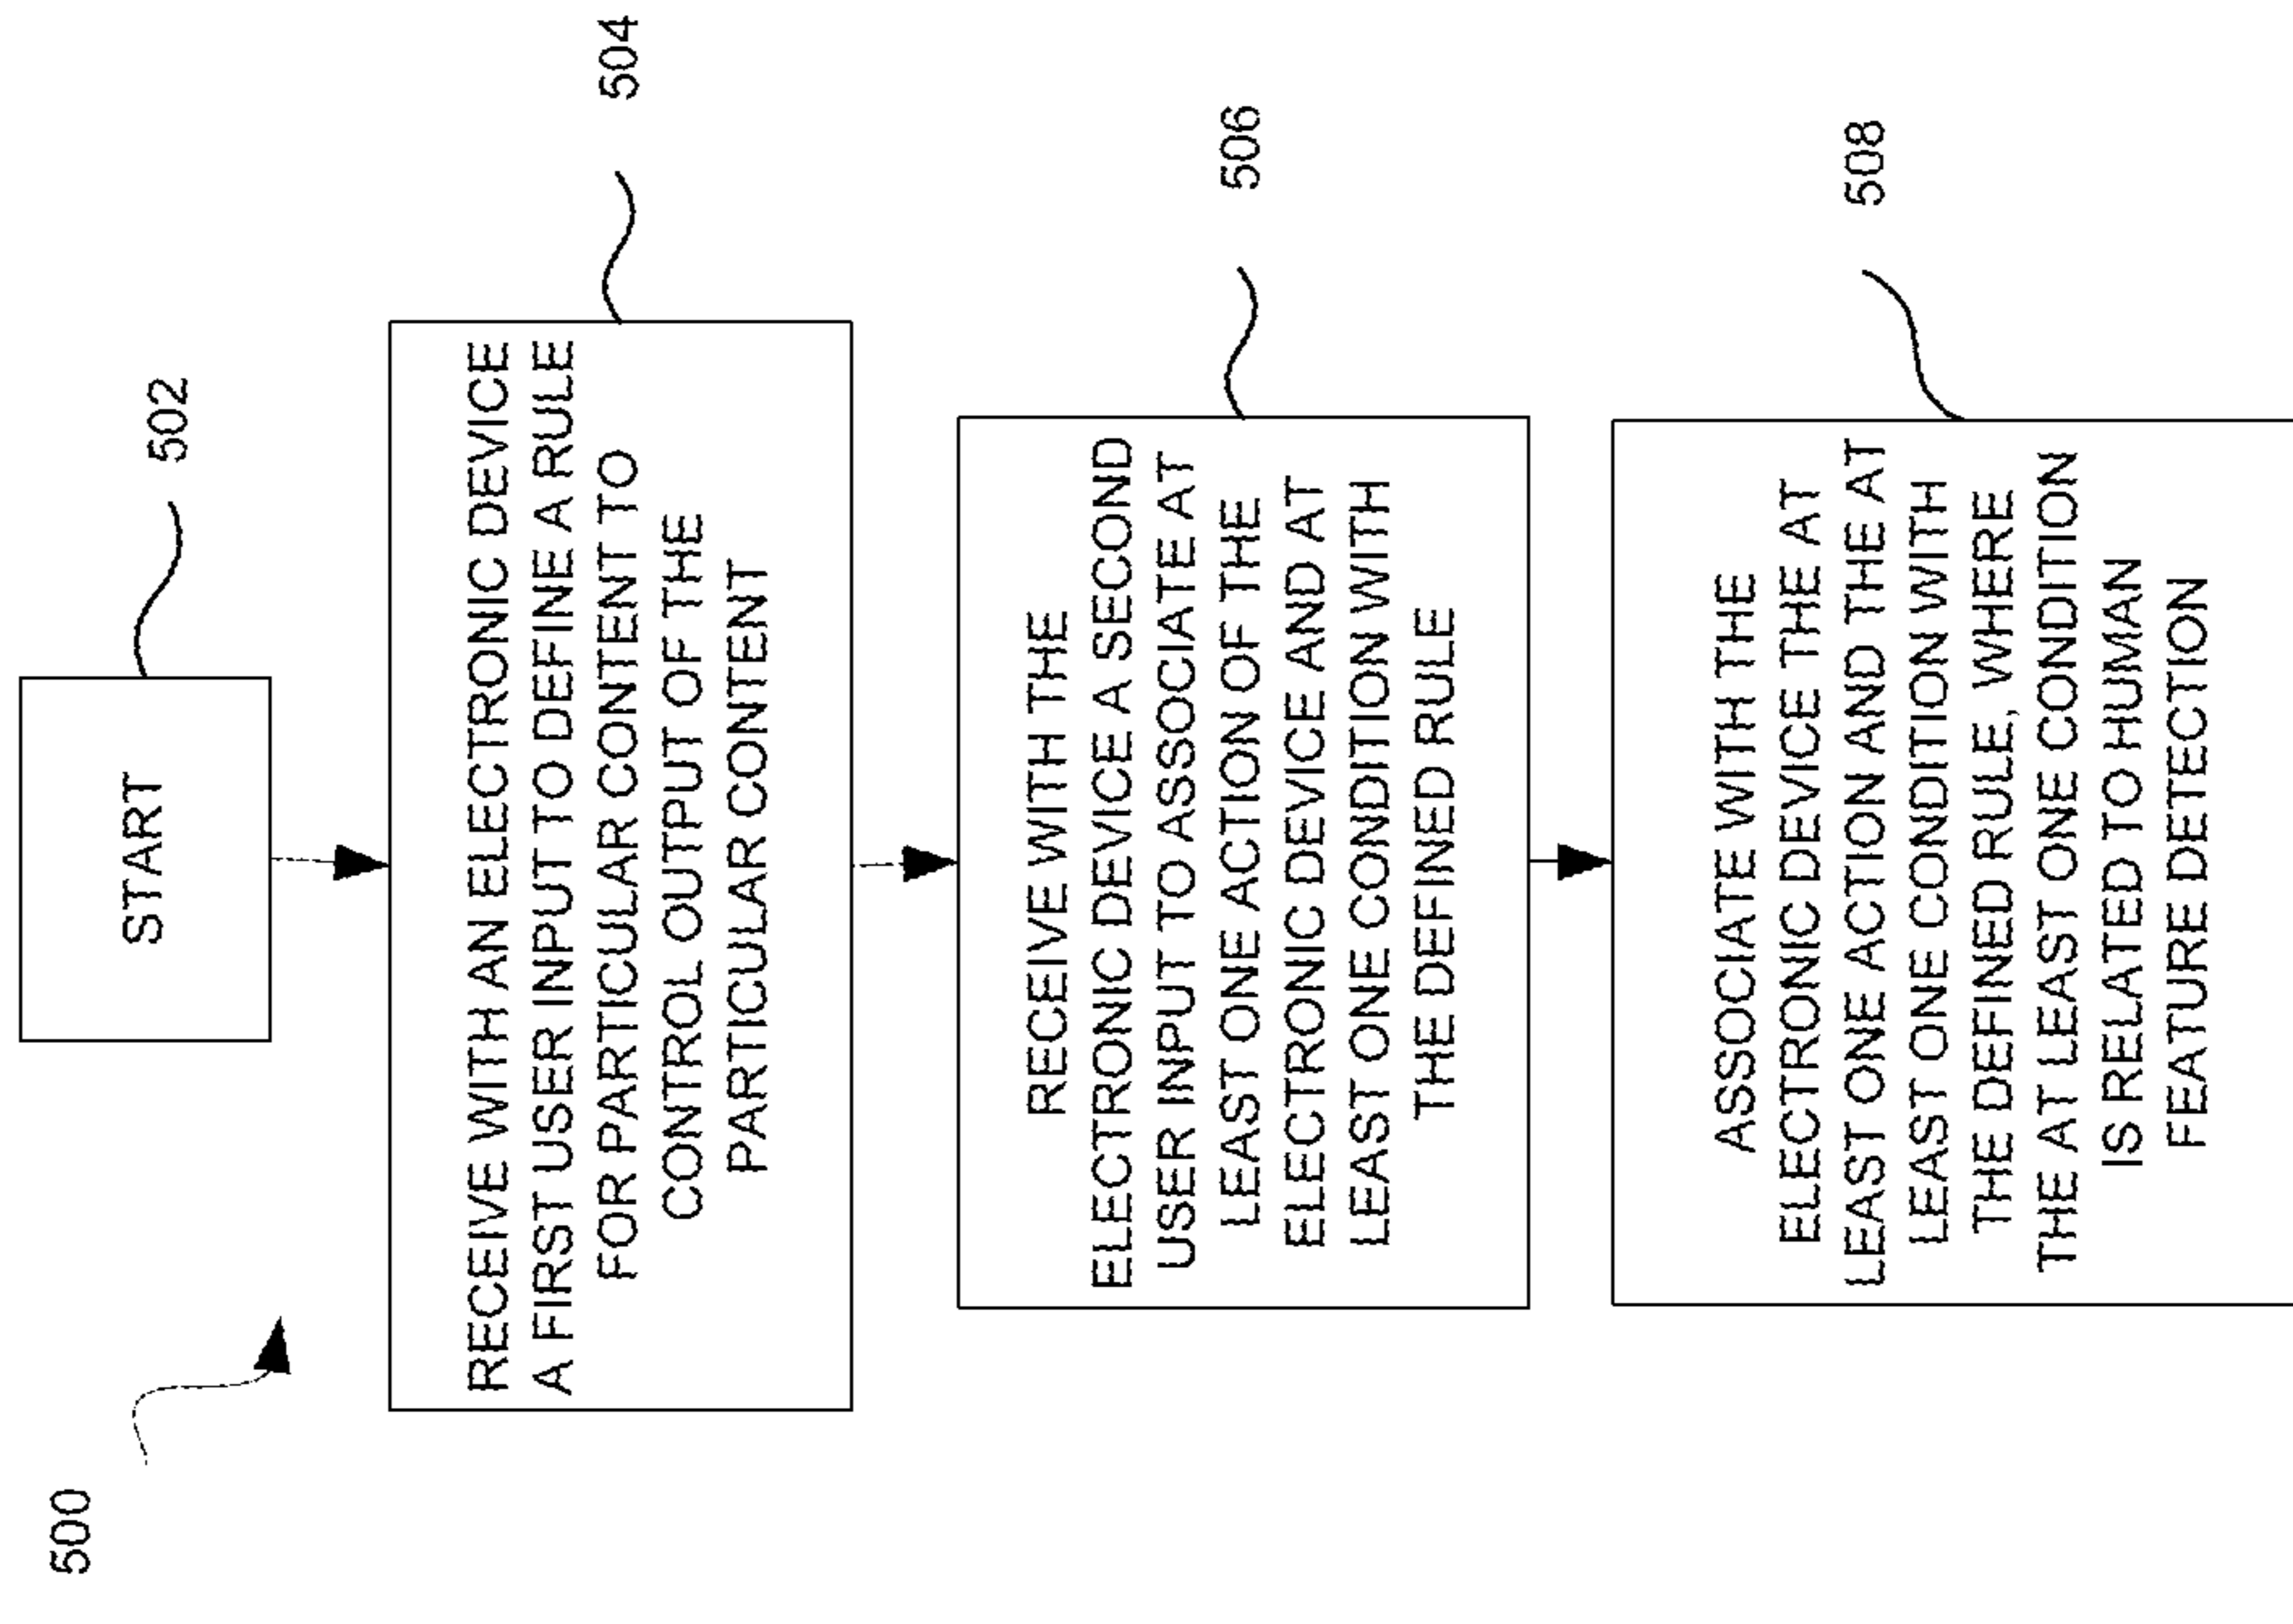 500
START
502
RECEIVE WITH AN ELECTRONIC DEVICE
A FIRST USER INPUT TO DEFINE A RULE
FOR PARTICULAR CONTENT TO
CONTROL OUTPUT OF THE
PARTICULAR CONTENT
504
RECEIVE WITH THE
ELECTRONIC DEVICE A SECOND
USER INPUT TO ASSOCIATE AT
LEAST ONE ACTION OF THE
ELECTRONIC DEVICE AND AT
LEAST ONE CONDITION WITH
THE DEFINED RULE
506
ASSOCIATE WITH THE
ELECTRONIC DEVICE THE AT
LEAST ONE ACTION AND THE AT
LEAST ONE CONDITION WITH
THE DEFINED RULE, WHERE
THE AT LEAST ONE CONDITION
IS RELATED TO HUMAN
FEATURE DETECTION
508